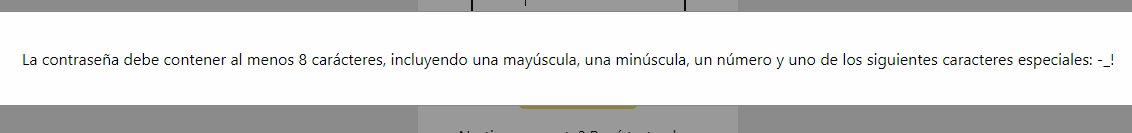 La contraseña debe contener al menos 8 carácteres, incluyendo una mayúscula, una minúscula, un número y uno de los siguientes caracteres especiales: -_!